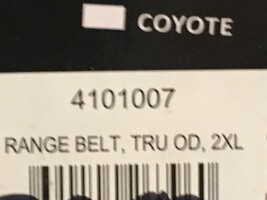 COYOTE
4101007
RANGE BELT, TRU OD, 2XL